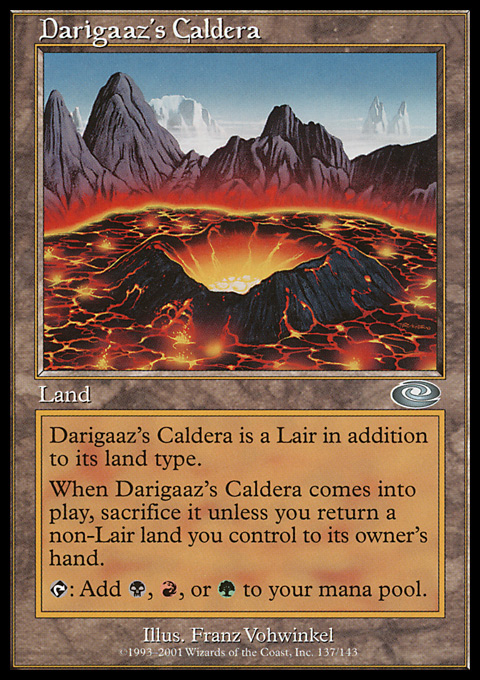 Darigaaz's Caldera
Land
Darigaaz's Caldera is a Lair in addition
to its land type.
When Darigaaz's Caldera comes into
play, sacrifice it unless you return a
non-Lair land you control to its owner's
hand.
: Add , , or to your mana pool.
Illus. Franz Vohwinkel
©1993-2001 Wizards of the Coast, Inc. 137/143